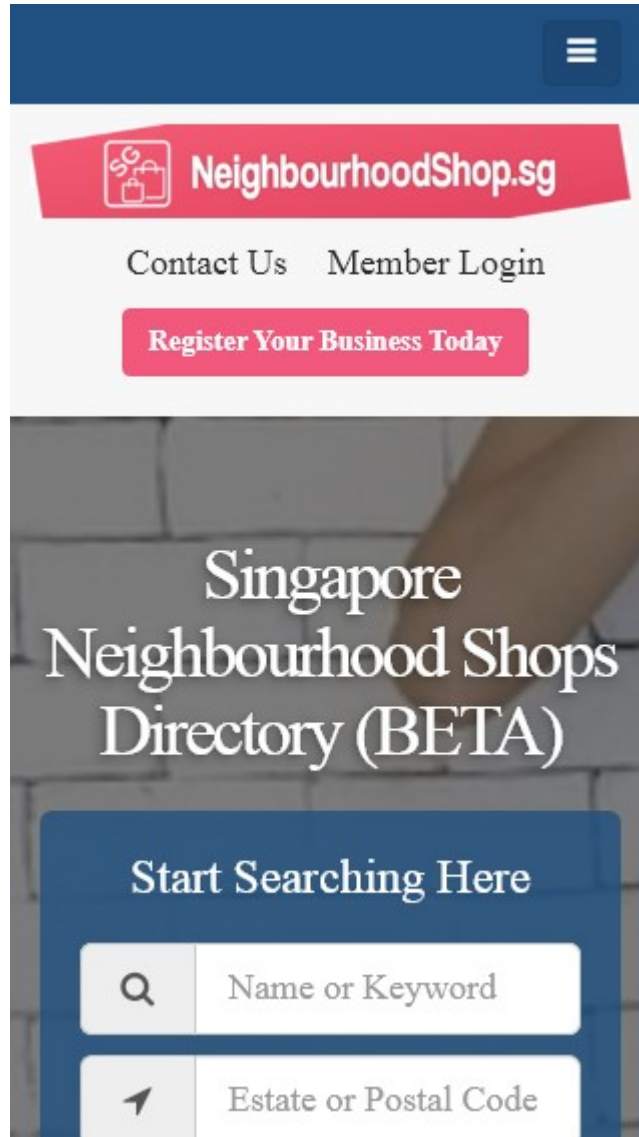 SG
NeighbourhoodShop.sg
Contact Us Member Login
Register Your Business Today
Singapore
Neighbourhood Shops
Directory (BETA)
Start Searching Here
Name or Keyword
Estate or Postal Code